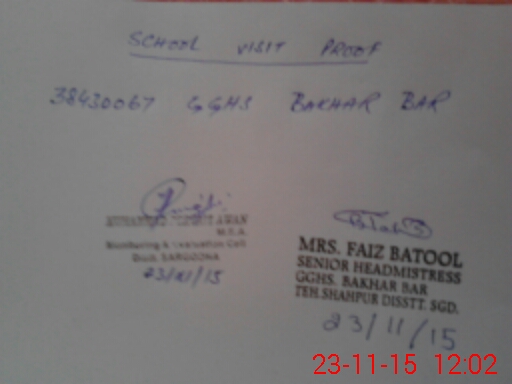 SCHOOL VISIT PROOF
38430067 GGHS BAKHAR BAR
AWAN
M.E.A.
Monitoring & Evaluation Cell
Distt. SARGODHA
23/11/15
MRS. FAIZ BATOOL
SENIOR HEADMISTRESS
GGHS. BAKHAR BAR
TEH.SHAHPUR DISSTT. SGD.
23/11/15
23-11-15 12:02